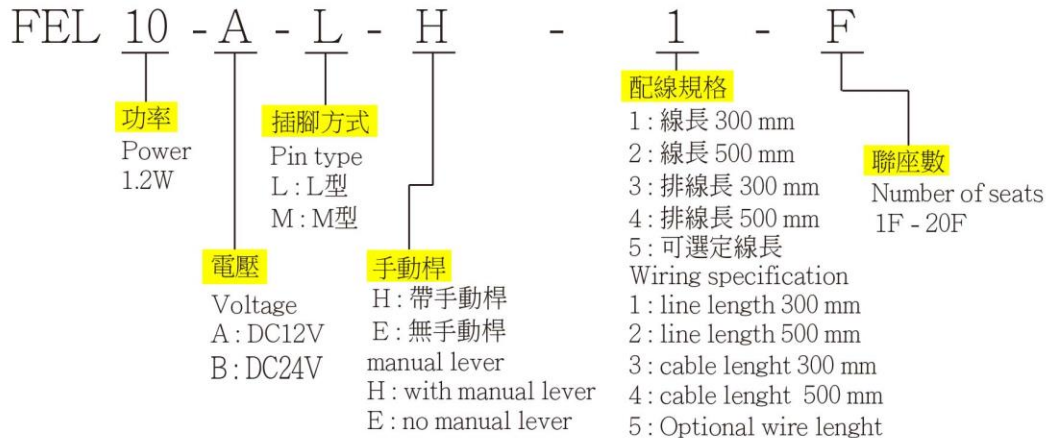 FEL 10 - A - L - H - 1 - F
功率
Power
1.2W
電壓
Voltage
A : DC12V
B : DC24V
插腳方式
Pin type
L : L型
M : M型
手動桿
H : 帶手動桿
E : 無手動桿
manual lever
H : with manual lever
E : no manual lever
配線規格
1 : 線長 300 mm
2 : 線長 500 mm
3 : 排線長 300 mm
4 : 排線長 500 mm
5 : 可選定線長
Wiring specification
1 : line length 300 mm
2 : line length 500 mm
3 : cable lenght 300 mm
4 : cable lenght 500 mm
5 : Optional wire lenght
聯座數
Number of seats
1F - 20F